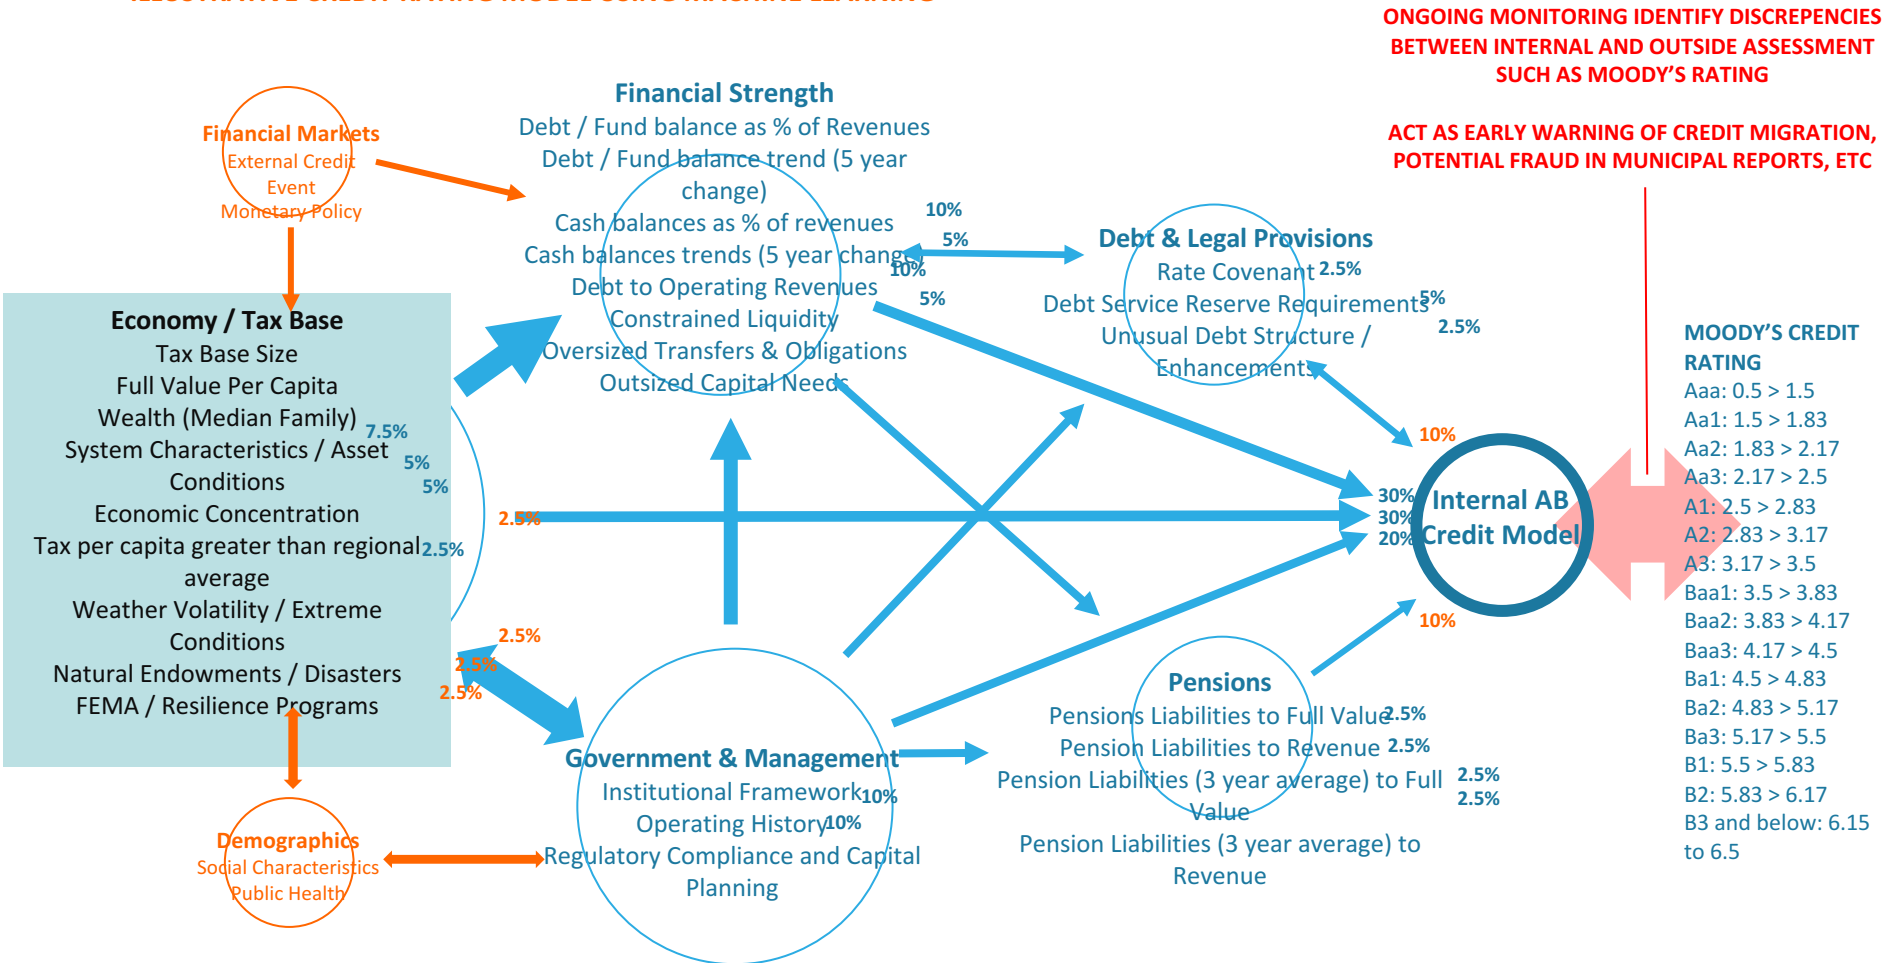 ONGOING MONITORING IDENTIFY DISCREPENCIES
BETWEEN INTERNAL AND OUTSIDE ASSESSMENT
SUCH AS MOODY’S RATING
ACT AS EARLY WARNING OF CREDIT MIGRATION,
POTENTIAL FRAUD IN MUNICIPAL REPORTS, ETC
Financial Markets
External Credit
Event
Monetary Policy
Financial Strength
Debt / Fund balance as % of Revenues
Debt / Fund balance trend (5 year
change)
Cash balances as % of revenues
Cash balances trends (5 year change)
Debt to Operating Revenues
Constrained Liquidity
Oversized Transfers & Obligations
Outsized Capital Needs
10%
5%
10%
5%
Debt & Legal Provisions
Rate Covenant 2.5%
Debt Service Reserve Requirements 5%
Unusual Debt Structure / 2.5%
Enhancements
Economy / Tax Base
Tax Base Size
Full Value Per Capita
Wealth (Median Family) 7.5%
System Characteristics / Asset 5%
Conditions 5%
Economic Concentration 2.5%
Tax per capita greater than regional 2.5%
average
Weather Volatility / Extreme
Conditions 2.5%
Natural Endowments / Disasters 2.5%
FEMA / Resilience Programs 2.5%
Demographics
Social Characteristics
Public Health
Government & Management
Institutional Framework 10%
Operating History 10%
Regulatory Compliance and Capital
Planning
Pensions
Pensions Liabilities to Full Value 2.5%
Pension Liabilities to Revenue 2.5%
Pension Liabilities (3 year average) to Full 2.5%
Value 2.5%
Pension Liabilities (3 year average) to
Revenue
10%
30%
30%
20%
10%
Internal AB
Credit Model
MOODY’S CREDIT
RATING
Aaa: 0.5 > 1.5
Aa1: 1.5 > 1.83
Aa2: 1.83 > 2.17
Aa3: 2.17 > 2.5
A1: 2.5 > 2.83
A2: 2.83 > 3.17
A3: 3.17 > 3.5
Baa1: 3.5 > 3.83
Baa2: 3.83 > 4.17
Baa3: 4.17 > 4.5
Ba1: 4.5 > 4.83
Ba2: 4.83 > 5.17
Ba3: 5.17 > 5.5
B1: 5.5 > 5.83
B2: 5.83 > 6.17
B3 and below: 6.15
to 6.5